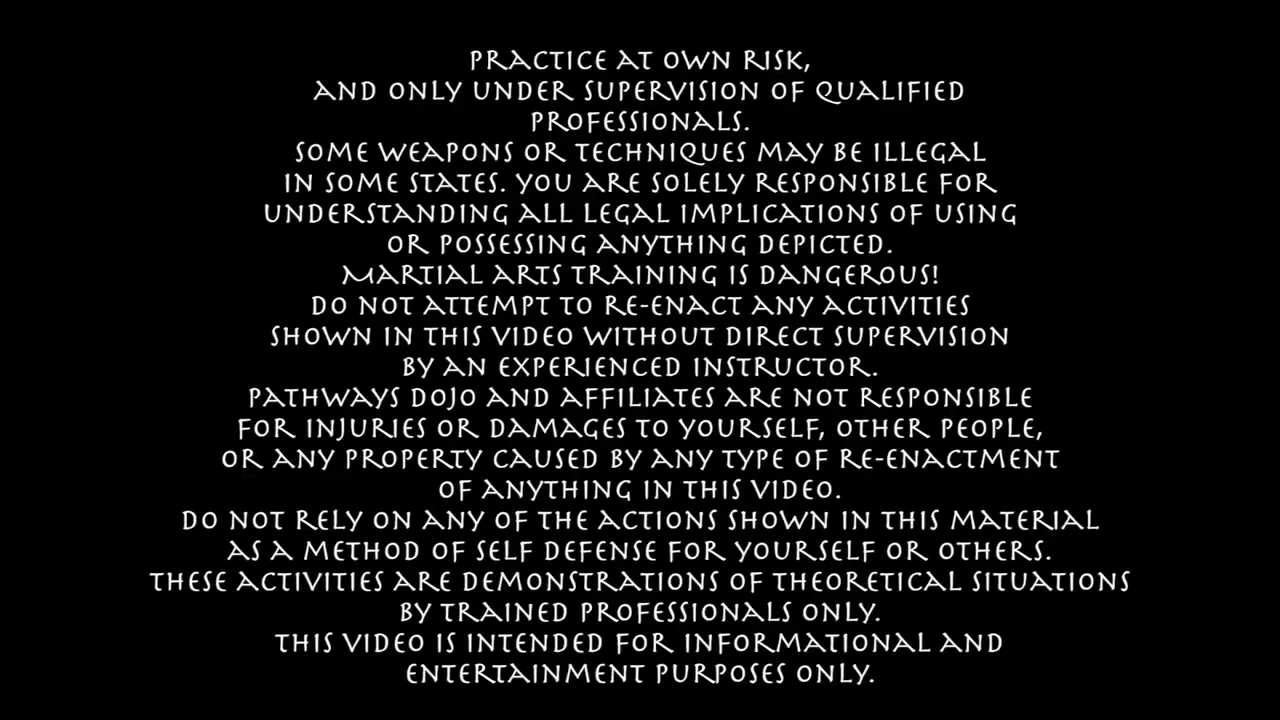 PRACTICE AT OWN RISK,
AND ONLY UNDER SUPERVISION OF QUALIFIED
PROFESSIONALS.
SOME WEAPONS OR TECHNIQUES MAY BE ILLEGAL
IN SOME STATES. YOU ARE SOLELY RESPONSIBLE FOR
UNDERSTANDING ALL LEGAL IMPLICATIONS OF USING
OR POSSESSING ANYTHING DEPICTED.
MARTIAL ARTS TRAINING IS DANGEROUS!
DO NOT ATTEMPT TO RE-ENACT ANY ACTIVITIES
SHOWN IN THIS VIDEO WITHOUT DIRECT SUPERVISION
BY AN EXPERIENCED INSTRUCTOR.
PATHWAYS DOJO AND AFFILIATES ARE NOT RESPONSIBLE
FOR INJURIES OR DAMAGES TO YOURSELF, OTHER PEOPLE,
OR ANY PROPERTY CAUSED BY ANY TYPE OF RE-ENACTMENT
OF ANYTHING IN THIS VIDEO.
DO NOT RELY ON ANY OF THE ACTIONS SHOWN IN THIS MATERIAL
AS A METHOD OF SELF DEFENSE FOR YOURSELF OR OTHERS.
THESE ACTIVITIES ARE DEMONSTRATIONS OF THEORETICAL SITUATIONS
BY TRAINED PROFESSIONALS ONLY.
THIS VIDEO IS INTENDED FOR INFORMATIONAL AND
ENTERTAINMENT PURPOSES ONLY.